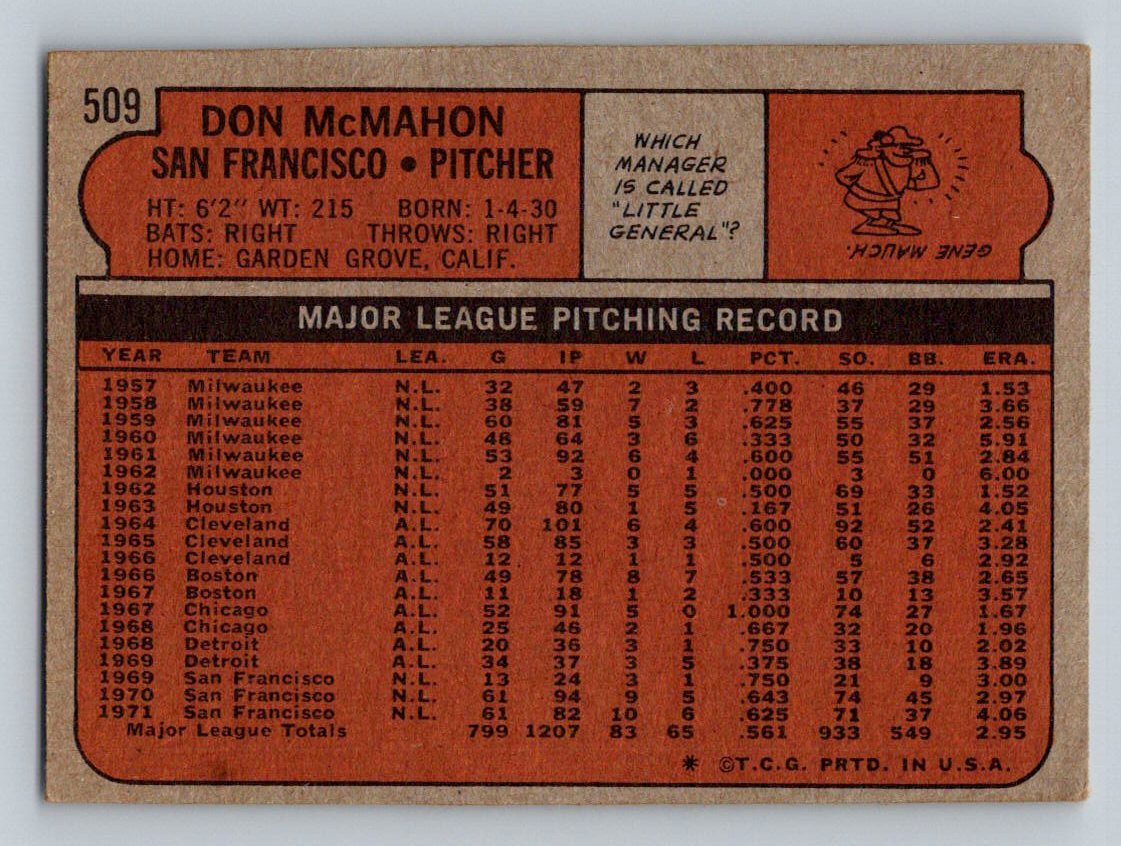 509
DON McMAHON
SAN FRANCISCO • PITCHER
HT: 6'2" WT: 215 BORN: 1-4-30
BATS: RIGHT THROWS: RIGHT
HOME: GARDEN GROVE, CALIF.
WHICH
MANAGER
IS CALLED
"LITTLE
GENERAL"?
GENE MAUCH.
MAJOR LEAGUE PITCHING RECORD
YEAR TEAM LEA. G IP W L PCT. SO. BB. ERA.
1957 Milwaukee N.L. 32 47 2 3 .400 46 29 1.53
1958 Milwaukee N.L. 38 59 7 2 .778 37 29 3.66
1959 Milwaukee N.L. 60 81 5 3 .625 55 37 2.56
1960 Milwaukee N.L. 48 64 3 6 .333 50 32 5.91
1961 Milwaukee N.L. 53 92 6 4 .600 55 51 2.84
1962 Milwaukee N.L. 2 3 0 1 .000 3 0 6.00
1962 Houston N.L. 51 77 5 5 .500 69 33 1.52
1963 Houston N.L. 49 80 1 5 .167 51 26 4.05
1964 Cleveland A.L. 70 101 6 4 .600 92 52 2.41
1965 Cleveland A.L. 58 85 3 3 .500 60 37 3.28
1966 Cleveland A.L. 12 12 1 1 .500 5 6 2.92
1966 Boston A.L. 49 78 8 7 .533 57 38 2.65
1967 Boston A.L. 11 18 1 2 .333 10 13 3.57
1967 Chicago A.L. 52 91 5 0 1.000 74 27 1.67
1968 Chicago A.L. 25 46 2 1 .667 32 20 1.96
1968 Detroit A.L. 20 36 3 1 .750 33 10 2.02
1969 Detroit A.L. 34 37 3 5 .375 38 18 3.89
1969 San Francisco N.L. 13 24 3 1 .750 21 9 3.00
1970 San Francisco N.L. 61 94 9 5 .643 74 45 2.97
1971 San Francisco N.L. 61 82 10 6 .625 71 37 4.06
Major League Totals 799 1207 83 65 .561 933 549 2.95
* ©T.C.G. PRTD. IN U.S.A.